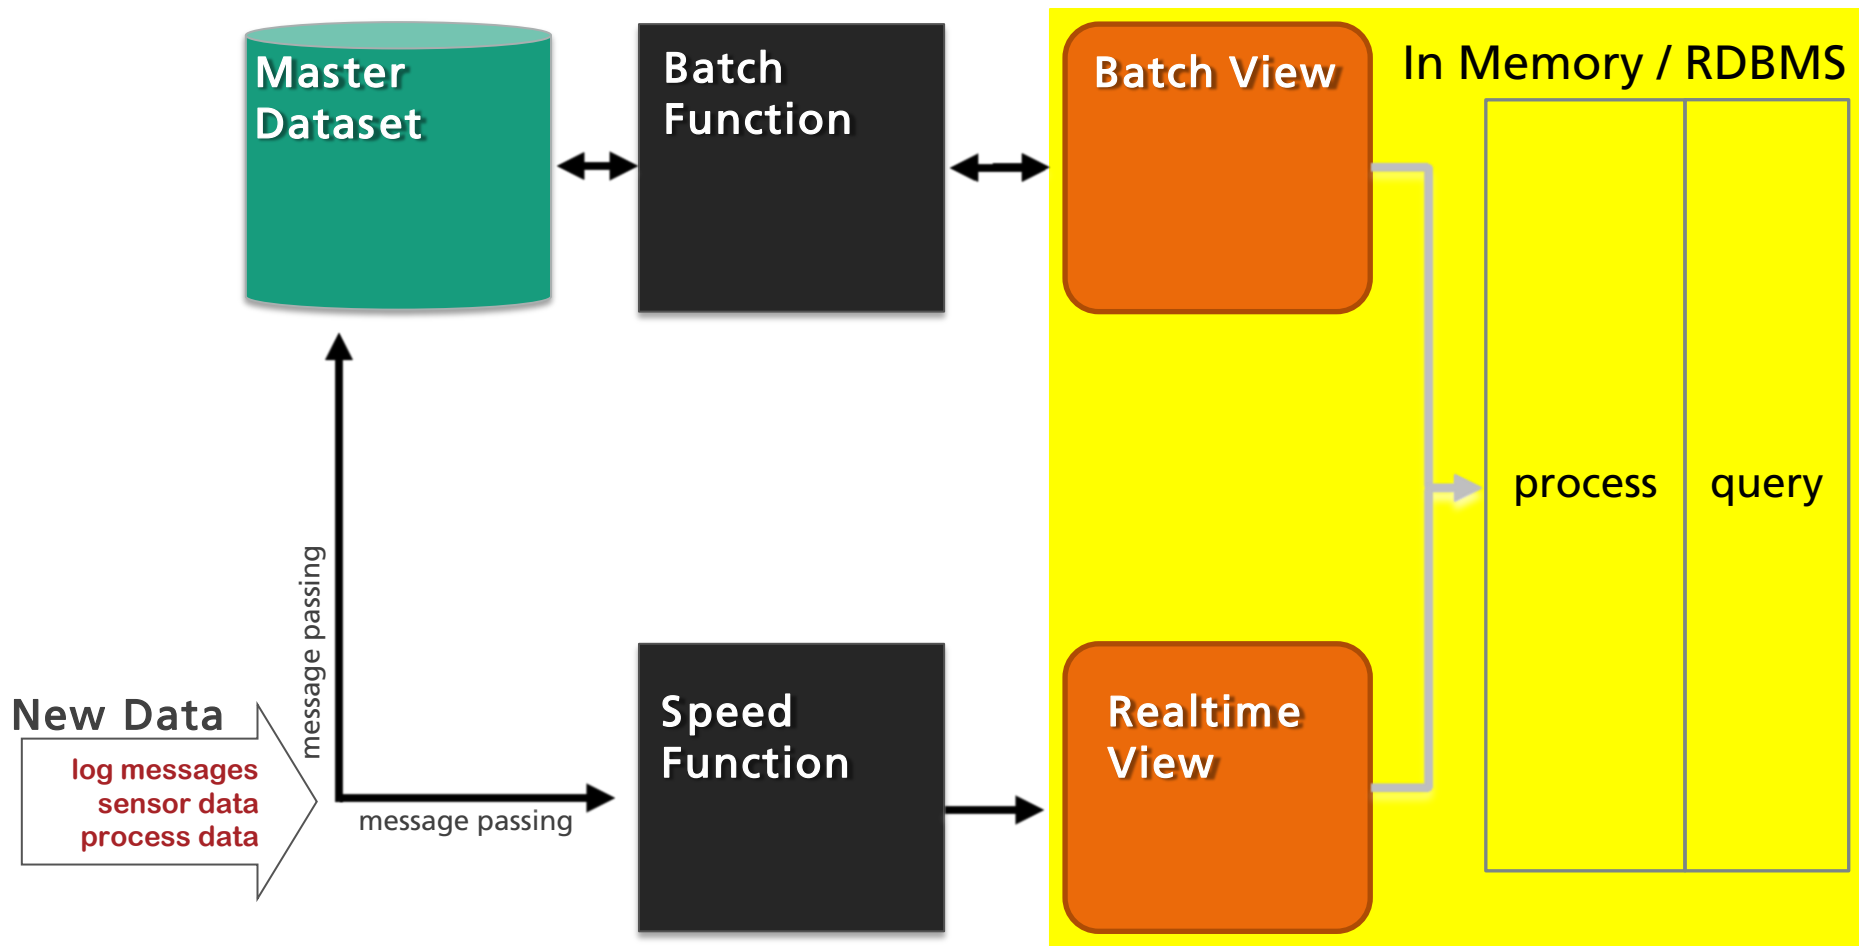 Master
Dataset
Batch
Function
Batch View
In Memory / RDBMS
process
query
message passing
New Data
log messages
sensor data
process data
message passing
Speed
Function
Realtime
View